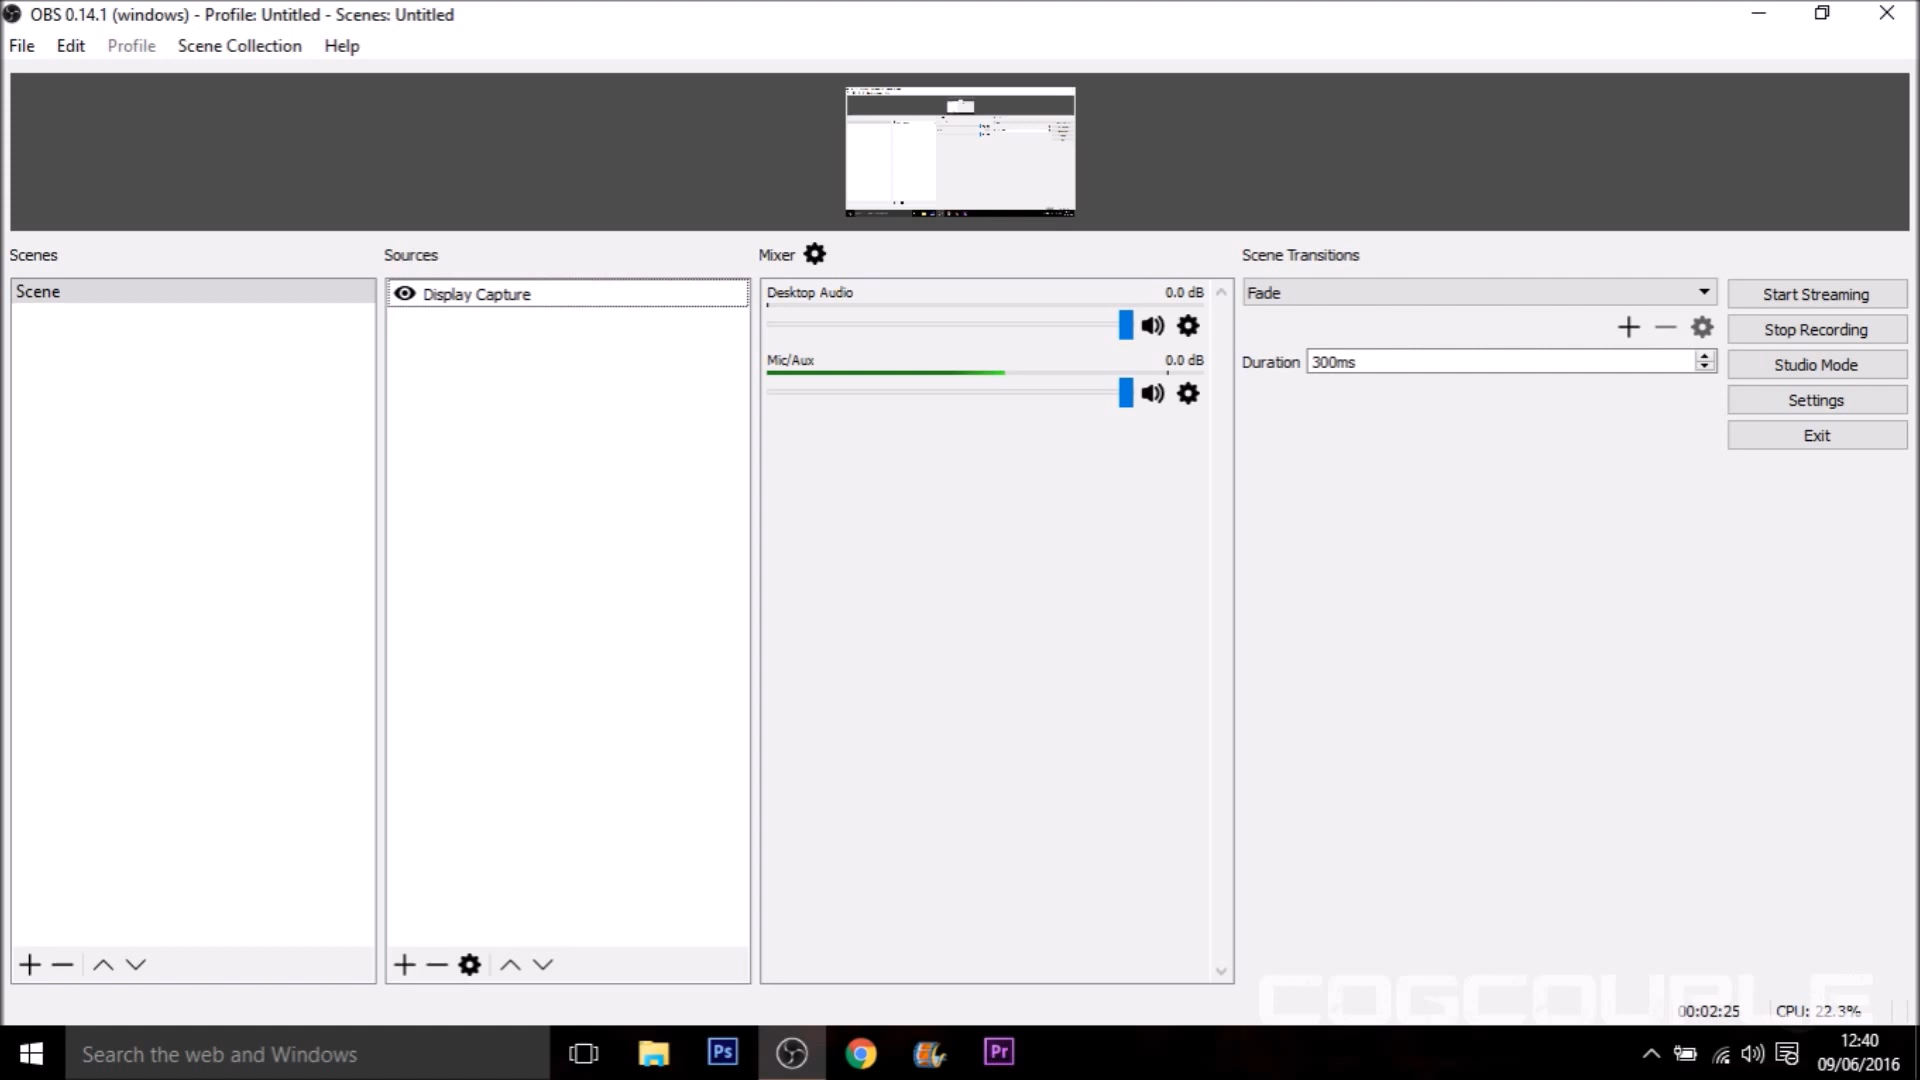 OBS 0.14.1 (windows) - Profile: Untitled - Scenes: Untitled
File Edit Profile Scene Collection Help
Scenes
Sources
Mixer
Scene Transitions
Scene
Display Capture
Desktop Audio 0.0 dB
Mic/Aux 0.0 dB
Fade
Duration 300ms
Start Streaming
Stop Recording
Studio Mode
Settings
Exit
COGCOUBLE
00:02:25 CPU: 22.3%
Search the web and Windows
Ps
Pr
12:40
09/06/2016